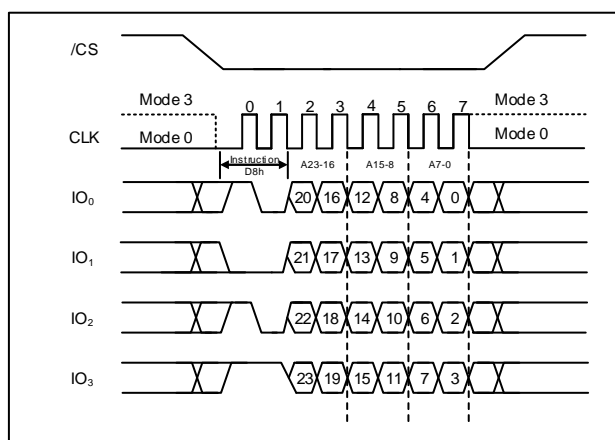 /CS
0 1 2 3 4 5 6 7
Mode 3 Mode 3
CLK Mode 0 Mode 0
Instruction A23-16 A15-8 A7-0
D8h
IO₀ 20 16 12 8 4 0
IO₁ 21 17 13 9 5 1
IO₂ 22 18 14 10 6 2
IO₃ 23 19 15 11 7 3